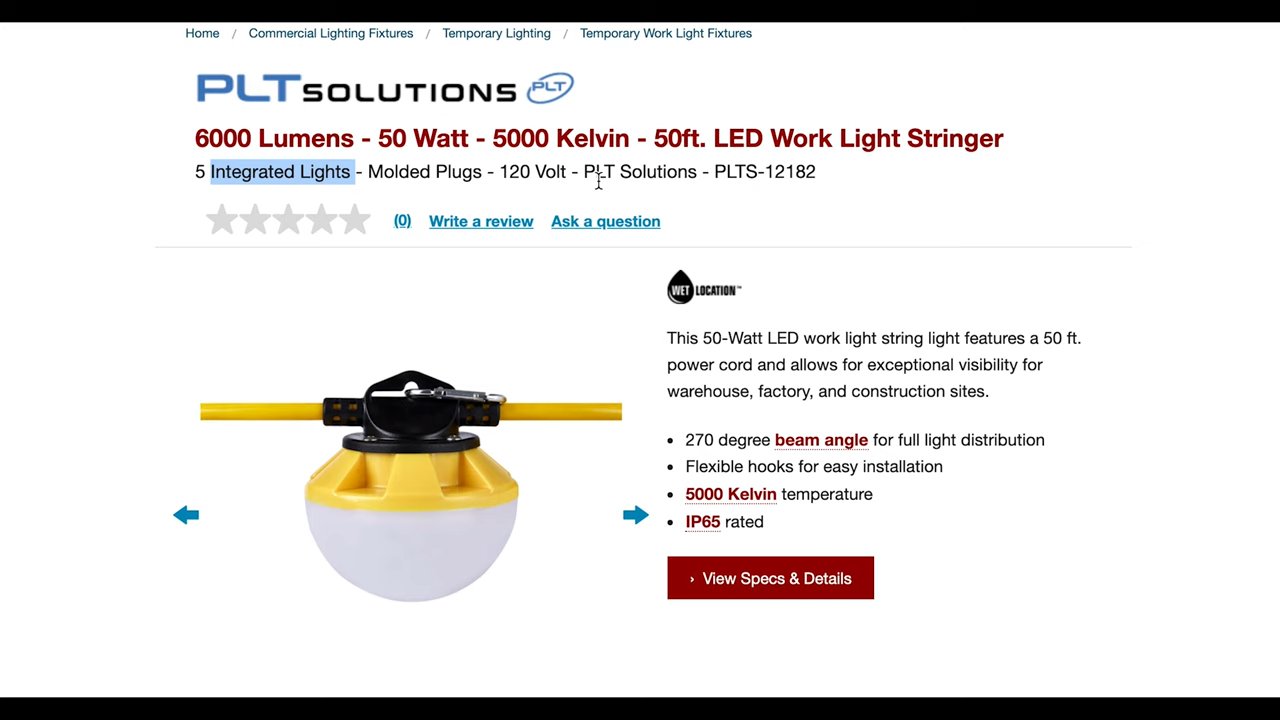 Home / Commercial Lighting Fixtures / Temporary Lighting / Temporary Work Light Fixtures
PLT SOLUTIONS PLT
6000 Lumens - 50 Watt - 5000 Kelvin - 50ft. LED Work Light Stringer
5 Integrated Lights - Molded Plugs - 120 Volt - PLT Solutions - PLTS-12182
(0) Write a review Ask a question
WET LOCATION™
This 50-Watt LED work light string light features a 50 ft.
power cord and allows for exceptional visibility for
warehouse, factory, and construction sites.
• 270 degree beam angle for full light distribution
• Flexible hooks for easy installation
• 5000 Kelvin temperature
• IP65 rated
› View Specs & Details